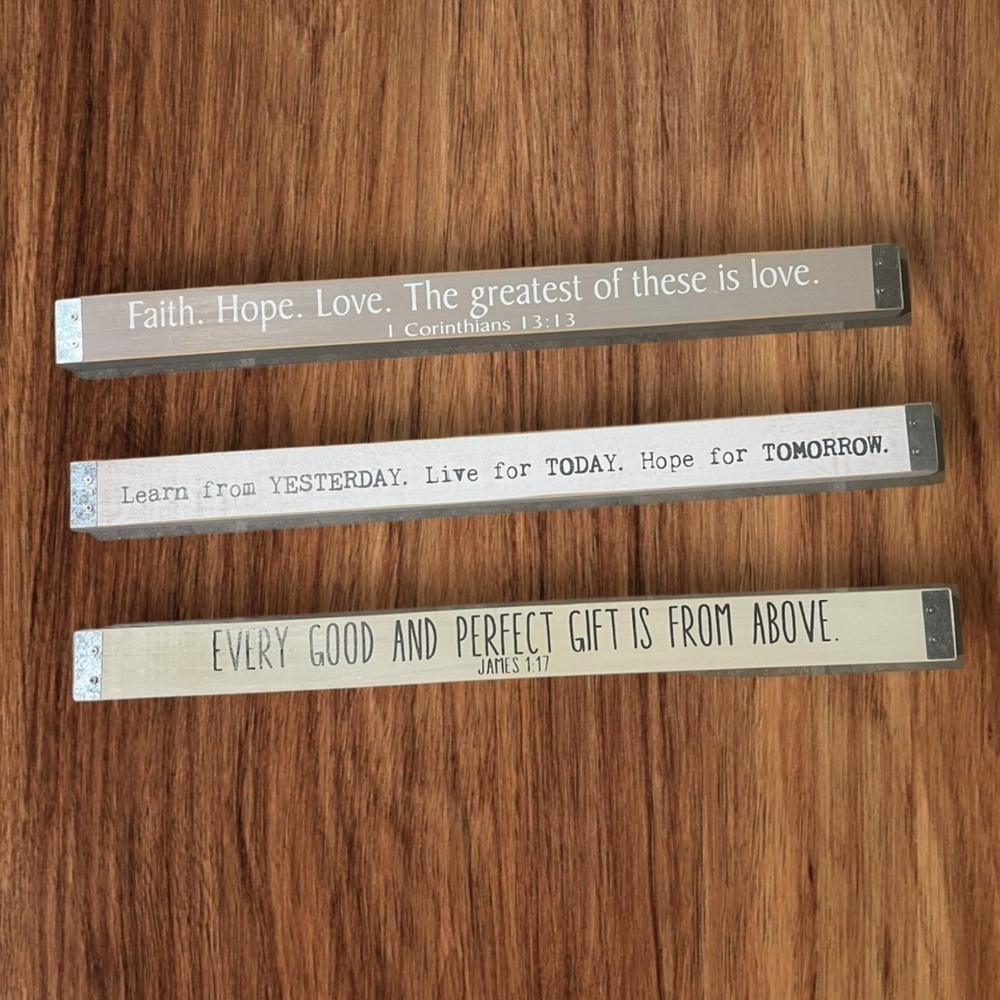 Faith. Hope. Love. The greatest of these is love.
1 Corinthians 13:13
Learn from YESTERDAY. Live for TODAY. Hope for TOMORROW.
EVERY GOOD AND PERFECT GIFT IS FROM ABOVE.
JAMES 1:17